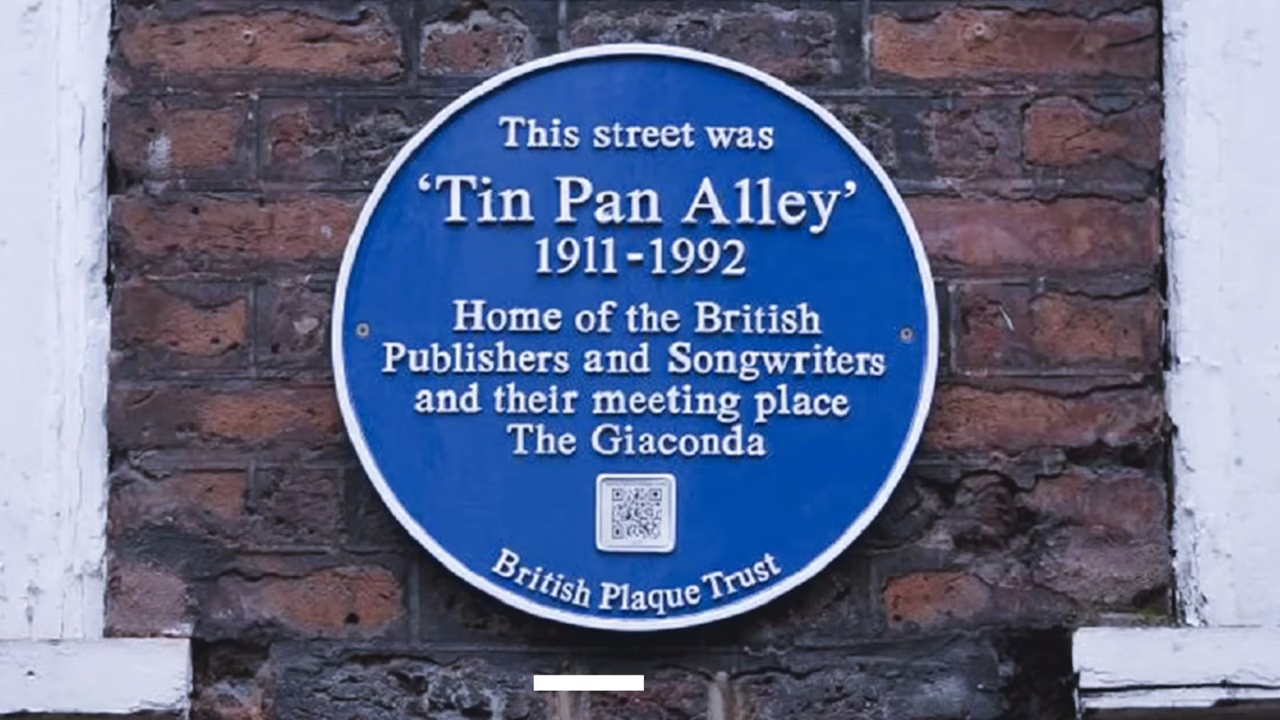 This street was
‘Tin Pan Alley’
1911-1992
Home of the British
Publishers and Songwriters
and their meeting place
The Giaconda
British Plaque Trust